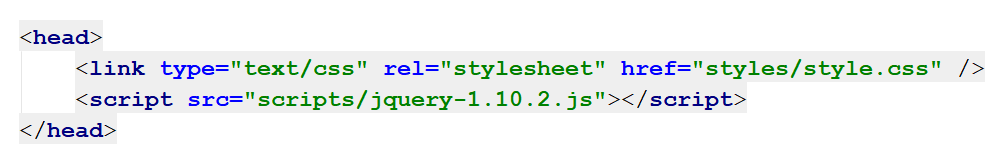 <head>
    <link type="text/css" rel="stylesheet" href="styles/style.css" />
    <script src="scripts/jquery-1.10.2.js"></script>
</head>